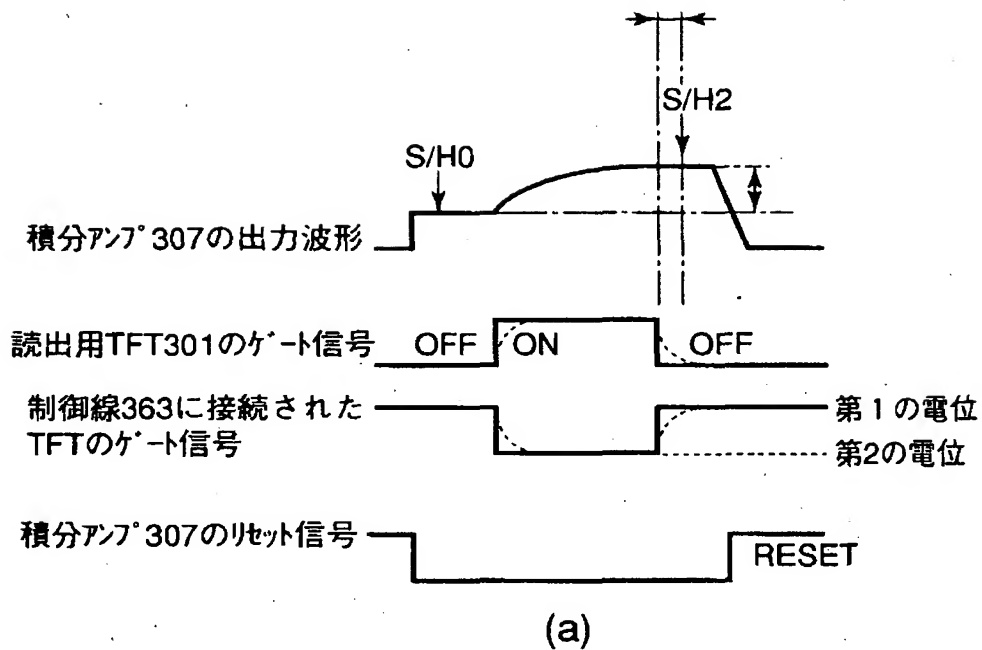 S/H2
S/H0
積分ｱﾝﾌﾟ307の出力波形
読出用TFT301のｹﾞｰﾄ信号
OFF
ON
OFF
制御線363に接続された
TFTのｹﾞｰﾄ信号
第１の電位
第2の電位
積分ｱﾝﾌﾟ307のﾘｾｯﾄ信号
RESET
(a)